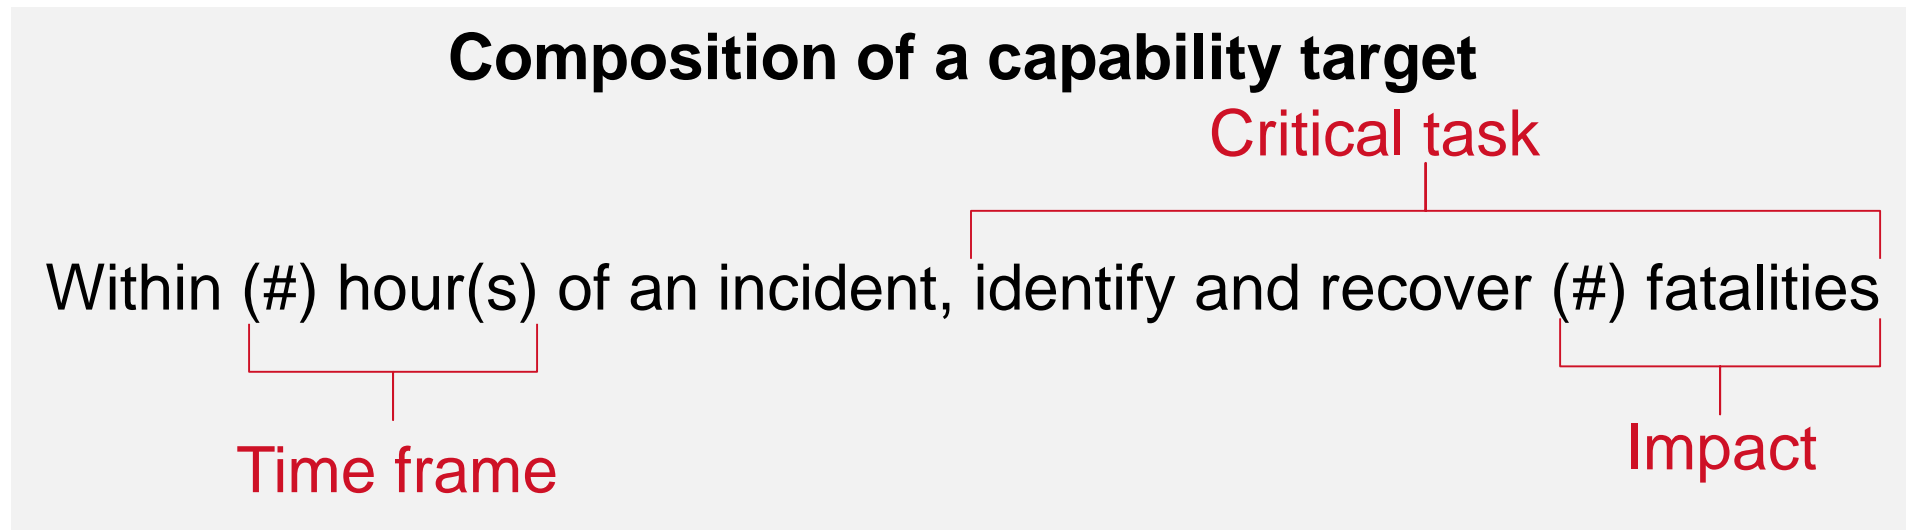 Composition of a capability target
Critical task
Within (#) hour(s) of an incident, identify and recover (#) fatalities
Time frame
Impact